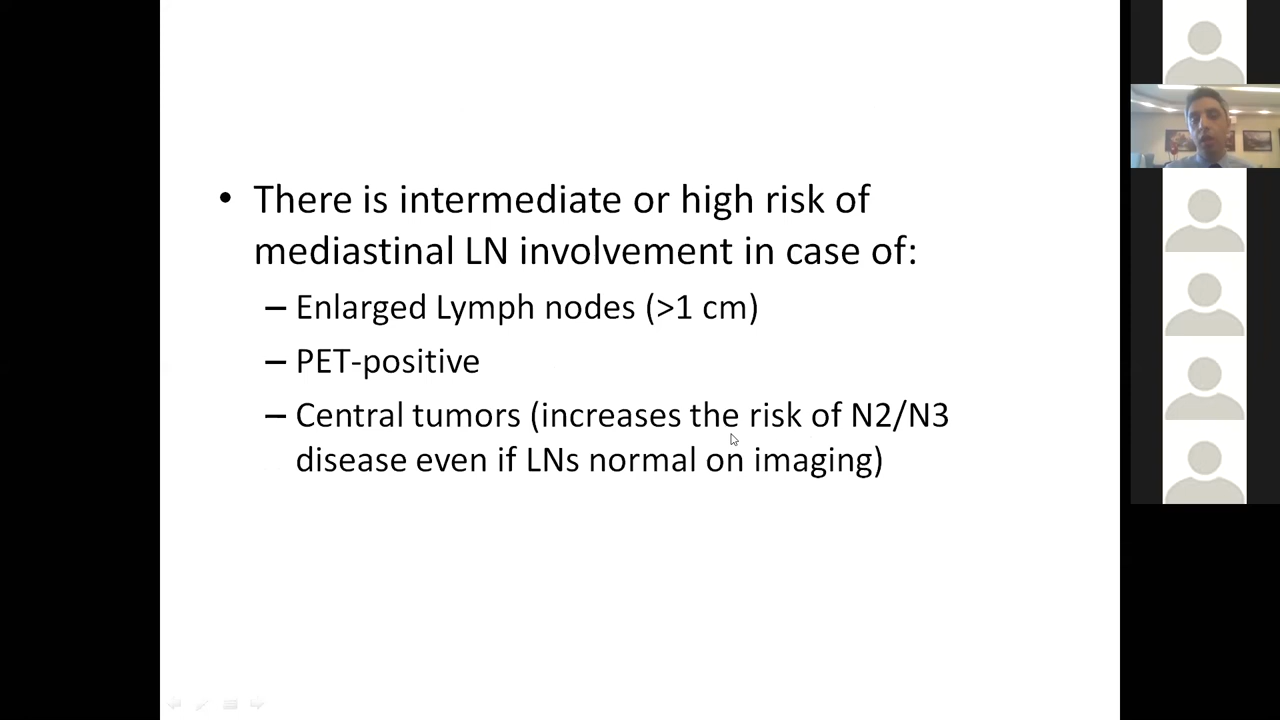 • There is intermediate or high risk of
mediastinal LN involvement in case of:
– Enlarged Lymph nodes (>1 cm)
– PET-positive
– Central tumors (increases the risk of N2/N3
disease even if LNs normal on imaging)